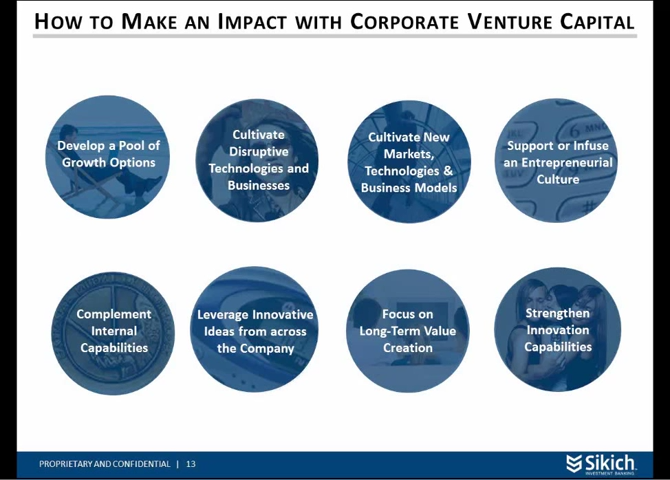 HOW TO MAKE AN IMPACT WITH CORPORATE VENTURE CAPITAL
Develop a Pool of
Growth Options
Cultivate
Disruptive
Technologies and
Businesses
Cultivate New
Markets,
Technologies &
Business Models
Support or Infuse
an Entrepreneurial
Culture
Complement
Internal
Capabilities
Leverage Innovative
Ideas from across
the Company
Focus on
Long-Term Value
Creation
Strengthen
Innovation
Capabilities
PROPRIETARY AND CONFIDENTIAL | 13
Sikich
INVESTMENT BANKING